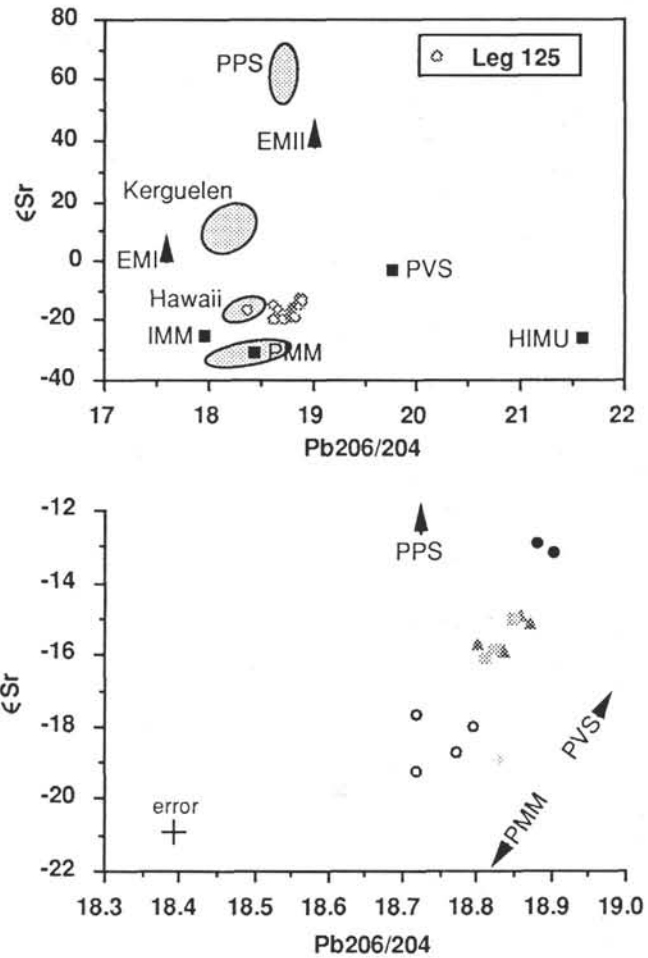 80
60
40
20
0
-20
-40
ϵSr
PPS
Leg 125
EMII
Kerguelen
EMI
PVS
Hawaii
IMM
PMM
HIMU
17 18 19 20 21 22
Pb206/204
-12
-14
-16
-18
-20
-22
ϵSr
PPS
PVS
PMM
error
18.3 18.4 18.5 18.6 18.7 18.8 18.9 19.0
Pb206/204